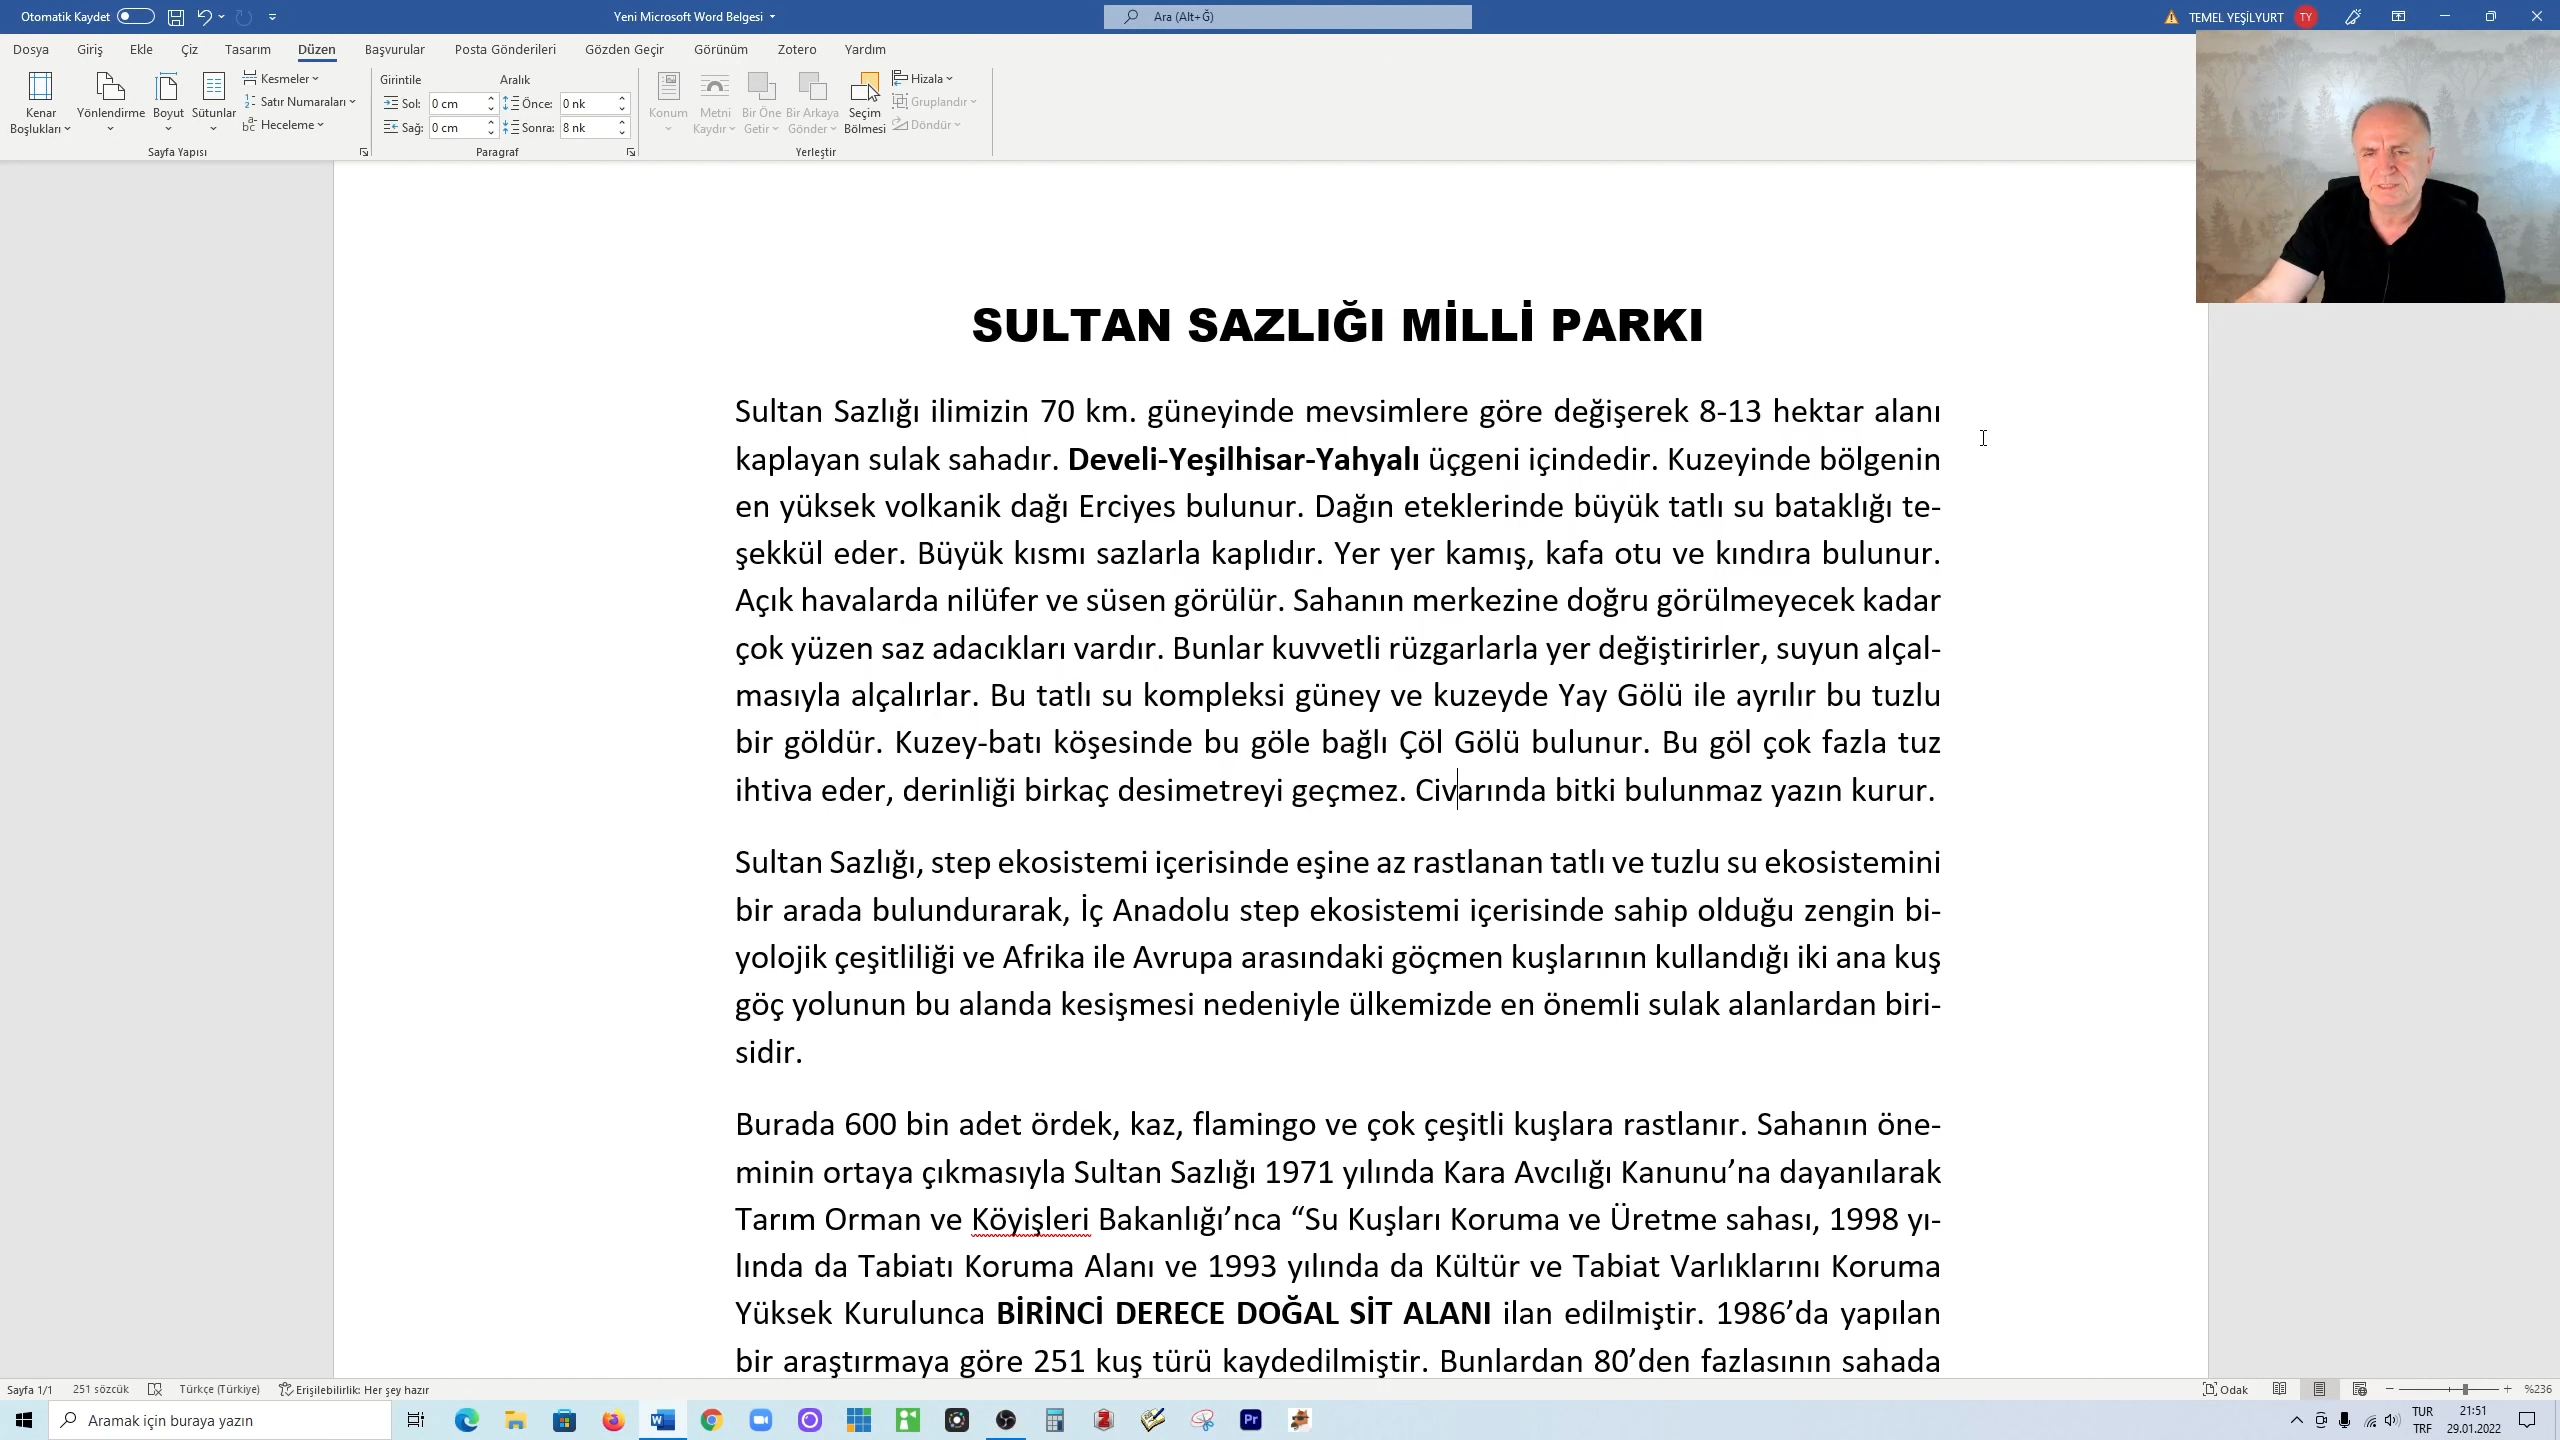 Otomatik Kaydet
Yeni Microsoft Word Belgesi
Ara (Alt+Ğ)
TEMEL YEŞİLYURT TY
Dosya Giriş Ekle Çiz Tasarım Düzen Başvurular Posta Gönderileri Gözden Geçir Görünüm Zotero Yardım
Kenar Boşlukları
Yönlendirme
Boyut
Sütunlar
Kesmeler
Satır Numaraları
Heceleme
Sayfa Yapısı
Girintile
Aralık
Sol: 0 cm
Önce: 0 nk
Sağ: 0 cm
Sonra: 8 nk
Paragraf
Konum
Metni Kaydır
Bir Öne Getir
Bir Arkaya Gönder
Seçim Bölmesi
Hizala
Gruplandır
Döndür
Yerleştir
SULTAN SAZLIĞI MİLLİ PARKI
Sultan Sazlığı ilimizin 70 km. güneyinde mevsimlere göre değişerek 8-13 hektar alanı
kaplayan sulak sahadır. Develi-Yeşilhisar-Yahyalı üçgeni içindedir. Kuzeyinde bölgenin
en yüksek volkanik dağı Erciyes bulunur. Dağın eteklerinde büyük tatlı su bataklığı te-
şekkül eder. Büyük kısmı sazlarla kaplıdır. Yer yer kamış, kafa otu ve kındıra bulunur.
Açık havalarda nilüfer ve süsen görülür. Sahanın merkezine doğru görülmeyecek kadar
çok yüzen saz adacıkları vardır. Bunlar kuvvetli rüzgarlarla yer değiştirirler, suyun alçal-
masıyla alçalırlar. Bu tatlı su kompleksi güney ve kuzeyde Yay Gölü ile ayrılır bu tuzlu
bir göldür. Kuzey-batı köşesinde bu göle bağlı Çöl Gölü bulunur. Bu göl çok fazla tuz
ihtiva eder, derinliği birkaç desimetreyi geçmez. Civarında bitki bulunmaz yazın kurur.
Sultan Sazlığı, step ekosistemi içerisinde eşine az rastlanan tatlı ve tuzlu su ekosistemini
bir arada bulundurarak, İç Anadolu step ekosistemi içerisinde sahip olduğu zengin bi-
yolojik çeşitliliği ve Afrika ile Avrupa arasındaki göçmen kuşlarının kullandığı iki ana kuş
göç yolunun bu alanda kesişmesi nedeniyle ülkemizde en önemli sulak alanlardan biri-
sidir.
Burada 600 bin adet ördek, kaz, flamingo ve çok çeşitli kuşlara rastlanır. Sahanın öne-
minin ortaya çıkmasıyla Sultan Sazlığı 1971 yılında Kara Avcılığı Kanunu’na dayanılarak
Tarım Orman ve Köyişleri Bakanlığı’nca “Su Kuşları Koruma ve Üretme sahası, 1998 yı-
lında da Tabiatı Koruma Alanı ve 1993 yılında da Kültür ve Tabiat Varlıklarını Koruma
Yüksek Kurulunca BİRİNCİ DERECE DOĞAL SİT ALANI ilan edilmiştir. 1986’da yapılan
bir araştırmaya göre 251 kuş türü kaydedilmiştir. Bunlardan 80’den fazlasının sahada
Sayfa 1/1 251 sözcük Türkçe (Türkiye) Erişilebilirlik: Her şey hazır Odak %236
Aramak için buraya yazın
TUR 21:51
TRF 29.01.2022